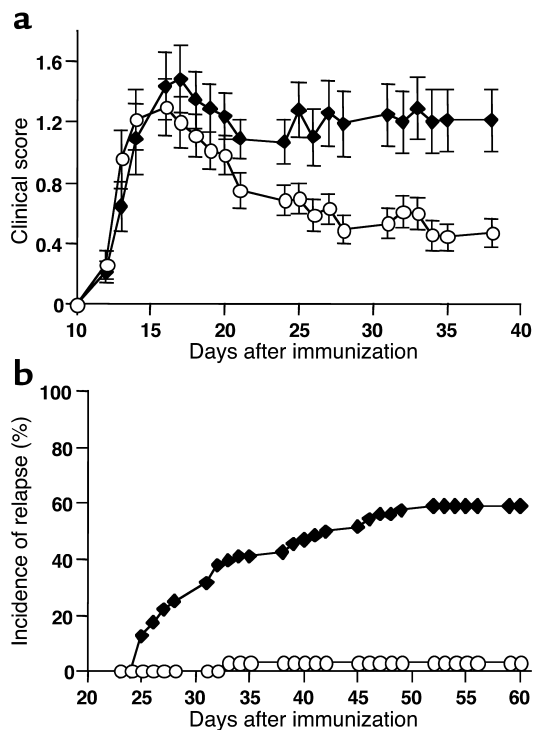 a
1.6
1.2
0.8
0.4
0
Clinical score
10 15 20 25 30 35 40
Days after immunization
b
100
80
60
40
20
0
Incidence of relapse (%)
20 25 30 35 40 45 50 55 60
Days after immunization